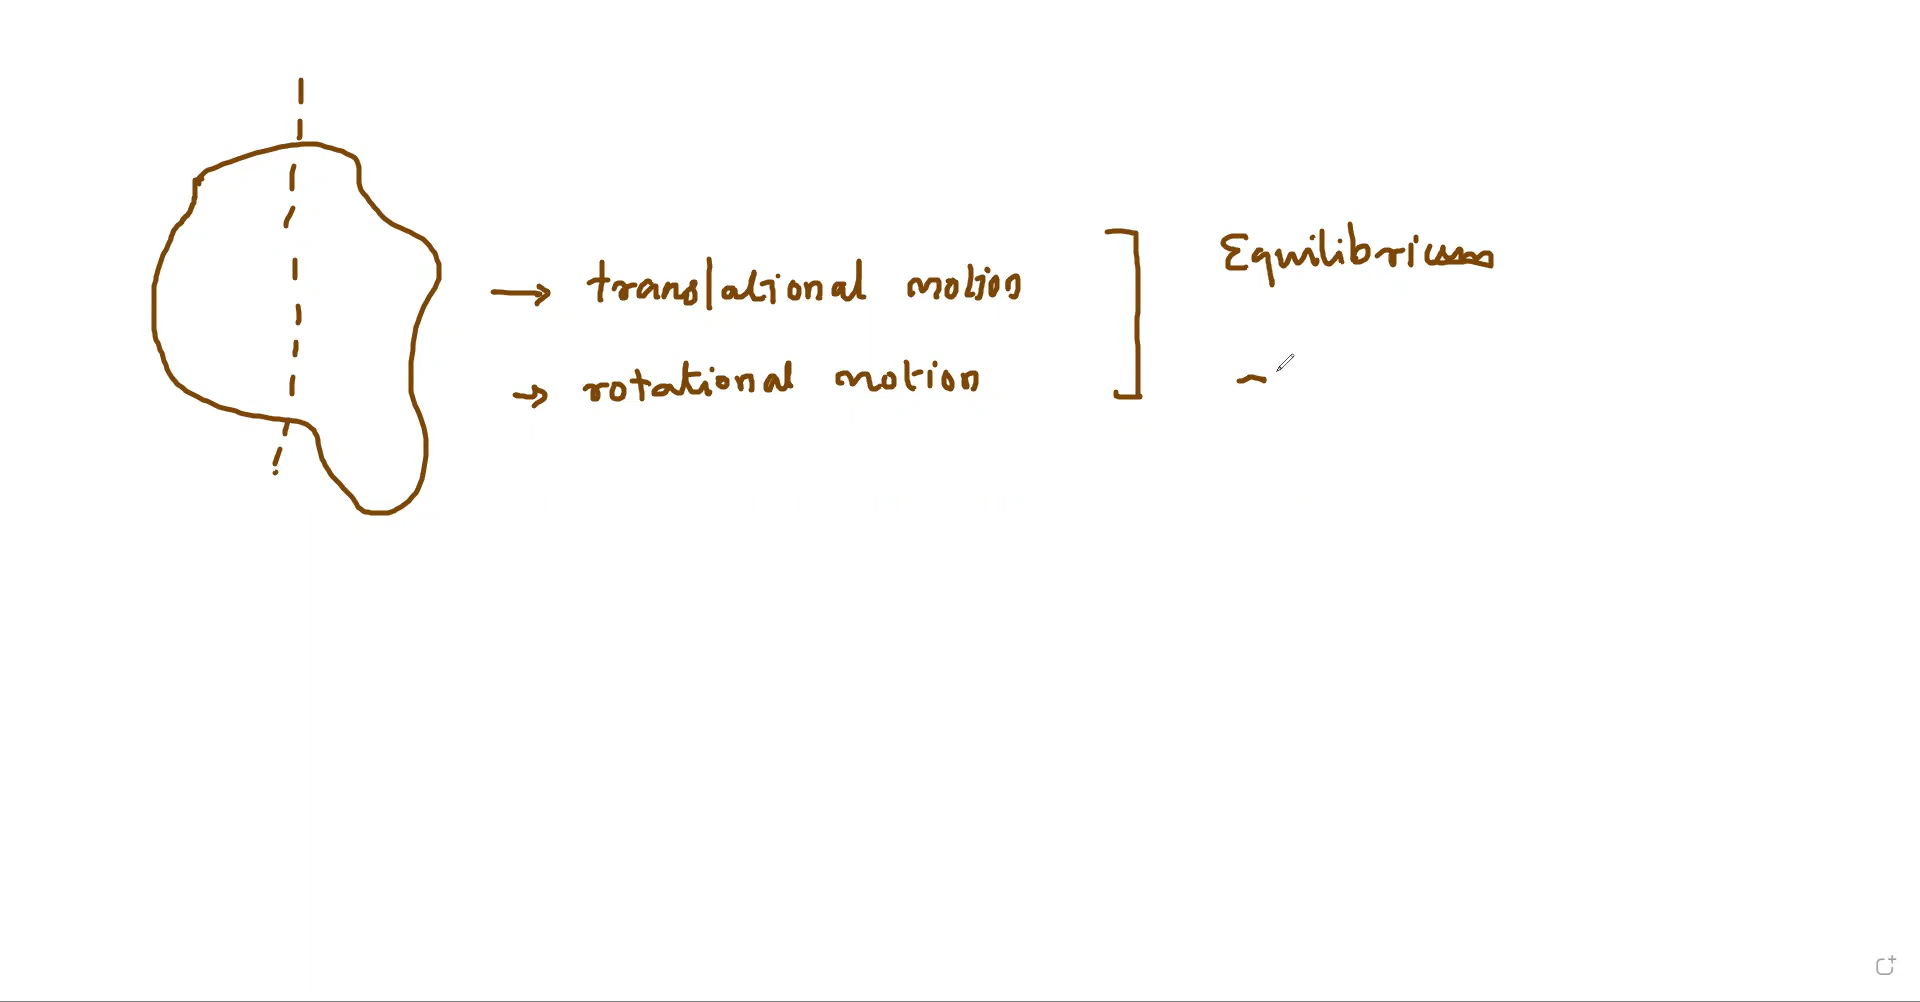 → translational motion
→ rotational motion
Equilibrium